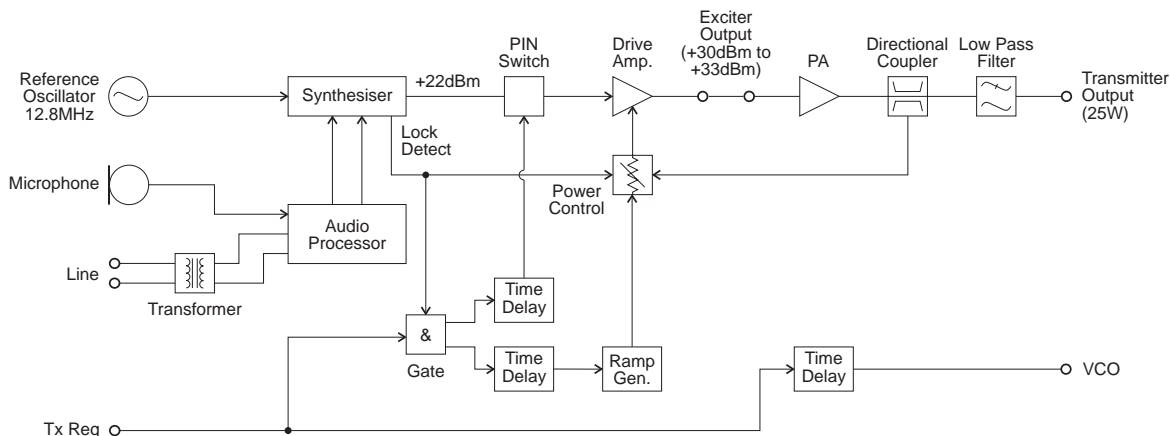 Reference
Oscillator
12.8MHz
Synthesiser
+22dBm
PIN
Switch
Drive
Amp.
Exciter
Output
(+30dBm to
+33dBm)
PA
Directional
Coupler
Low Pass
Filter
Transmitter
Output
(25W)
Lock
Detect
Microphone
Audio
Processor
Power
Control
Line
Transformer
Time
Delay
&
Gate
Time
Delay
Ramp
Gen.
Time
Delay
VCO
Tx Reg